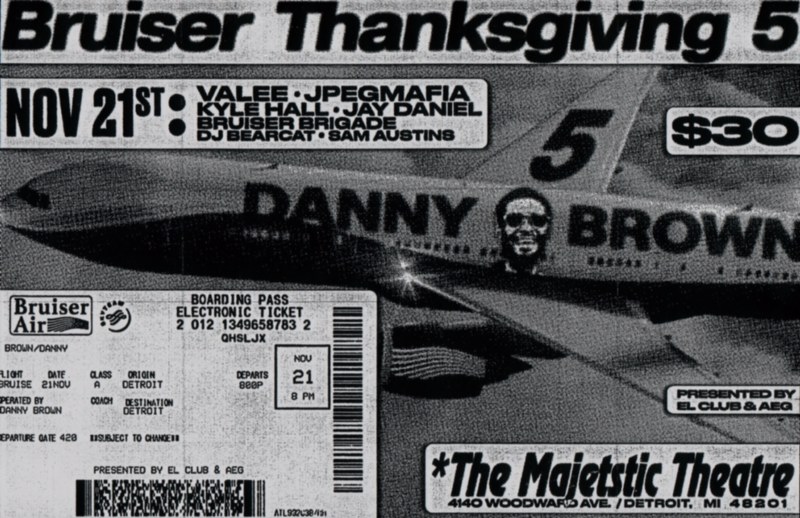 Bruiser Thanksgiving 5
NOV 21ST:
VALEE • JPEGMAFIA
KYLE HALL • JAY DANIEL
BRUISER BRIGADE
DJ BEARCAT • SAM AUSTINS
$30
5
DANNY BROWN
Bruiser
Air
BOARDING PASS
ELECTRONIC TICKET
2 012 1349658783 2
QHSLJX
BROWN/DANNY
FLIGHT DATE CLASS ORIGIN DEPARTS
BRUISE 21NOV A DETROIT 800P
NOV
21
8 PM
OPERATED BY COACH DESTINATION
DANNY BROWN DETROIT
DEPARTURE GATE 420 **SUBJECT TO CHANGE**
PRESENTED BY EL CLUB & AEG
PRESENTED BY
EL CLUB & AEG
*The Majetstic Theatre
4140 WOODWARD AVE. / DETROIT, MI 48201